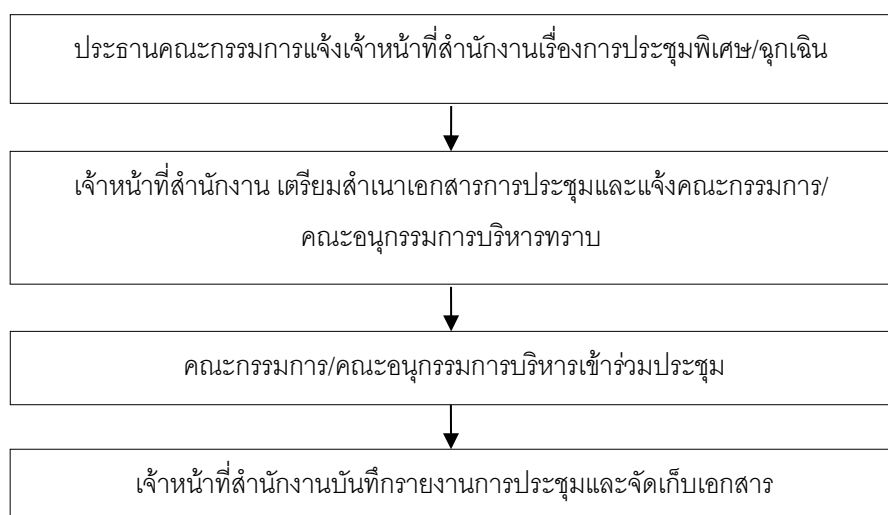 ประธานคณะกรรมการแจ้งเจ้าหน้าที่สำนักงานเรื่องการประชุมพิเศษ/ฉุกเฉิน
เจ้าหน้าที่สำนักงาน เตรียมสำเนาเอกสารการประชุมและแจ้งคณะกรรมการ/
คณะอนุกรรมการบริหารทราบ
คณะกรรมการ/คณะอนุกรรมการบริหารเข้าร่วมประชุม
เจ้าหน้าที่สำนักงานบันทึกรายงานการประชุมและจัดเก็บเอกสาร